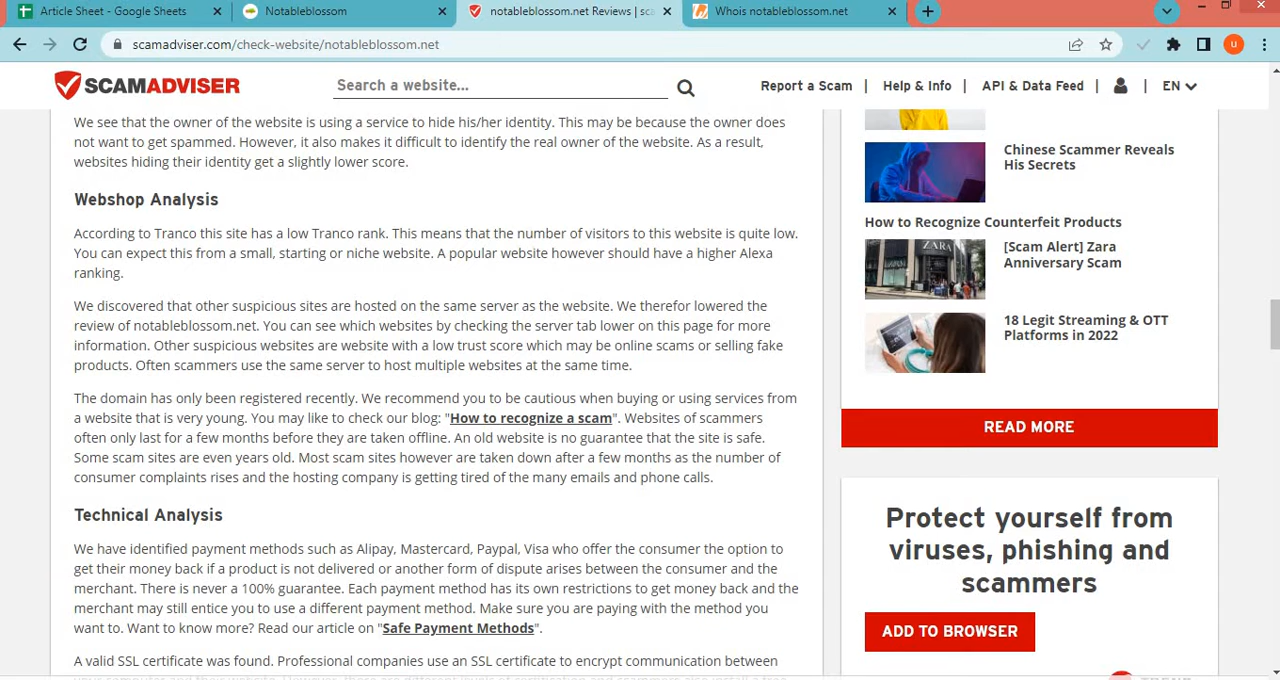 Article Sheet - Google Sheets
Notableblossom
notableblossom.net Reviews | sca
Whois notableblossom.net
scamadviser.com/check-website/notableblossom.net
u
SCAMADVISER
Search a website...
Report a Scam | Help & Info | API & Data Feed | | EN
We see that the owner of the website is using a service to hide his/her identity. This may be because the owner does
not want to get spammed. However, it also makes it difficult to identify the real owner of the website. As a result,
websites hiding their identity get a slightly lower score.
Webshop Analysis
According to Tranco this site has a low Tranco rank. This means that the number of visitors to this website is quite low.
You can expect this from a small, starting or niche website. A popular website however should have a higher Alexa
ranking.
We discovered that other suspicious sites are hosted on the same server as the website. We therefor lowered the
review of notableblossom.net. You can see which websites by checking the server tab lower on this page for more
information. Other suspicious websites are website with a low trust score which may be online scams or selling fake
products. Often scammers use the same server to host multiple websites at the same time.
The domain has only been registered recently. We recommend you to be cautious when buying or using services from
a website that is very young. You may like to check our blog: "How to recognize a scam". Websites of scammers
often only last for a few months before they are taken offline. An old website is no guarantee that the site is safe.
Some scam sites are even years old. Most scam sites however are taken down after a few months as the number of
consumer complaints rises and the hosting company is getting tired of the many emails and phone calls.
Technical Analysis
We have identified payment methods such as Alipay, Mastercard, Paypal, Visa who offer the consumer the option to
get their money back if a product is not delivered or another form of dispute arises between the consumer and the
merchant. There is never a 100% guarantee. Each payment method has its own restrictions to get money back and the
merchant may still entice you to use a different payment method. Make sure you are paying with the method you
want to. Want to know more? Read our article on "Safe Payment Methods".
A valid SSL certificate was found. Professional companies use an SSL certificate to encrypt communication between
Chinese Scammer Reveals
His Secrets
How to Recognize Counterfeit Products
ZARA
[Scam Alert] Zara
Anniversary Scam
18 Legit Streaming & OTT
Platforms in 2022
READ MORE
Protect yourself from
viruses, phishing and
scammers
ADD TO BROWSER